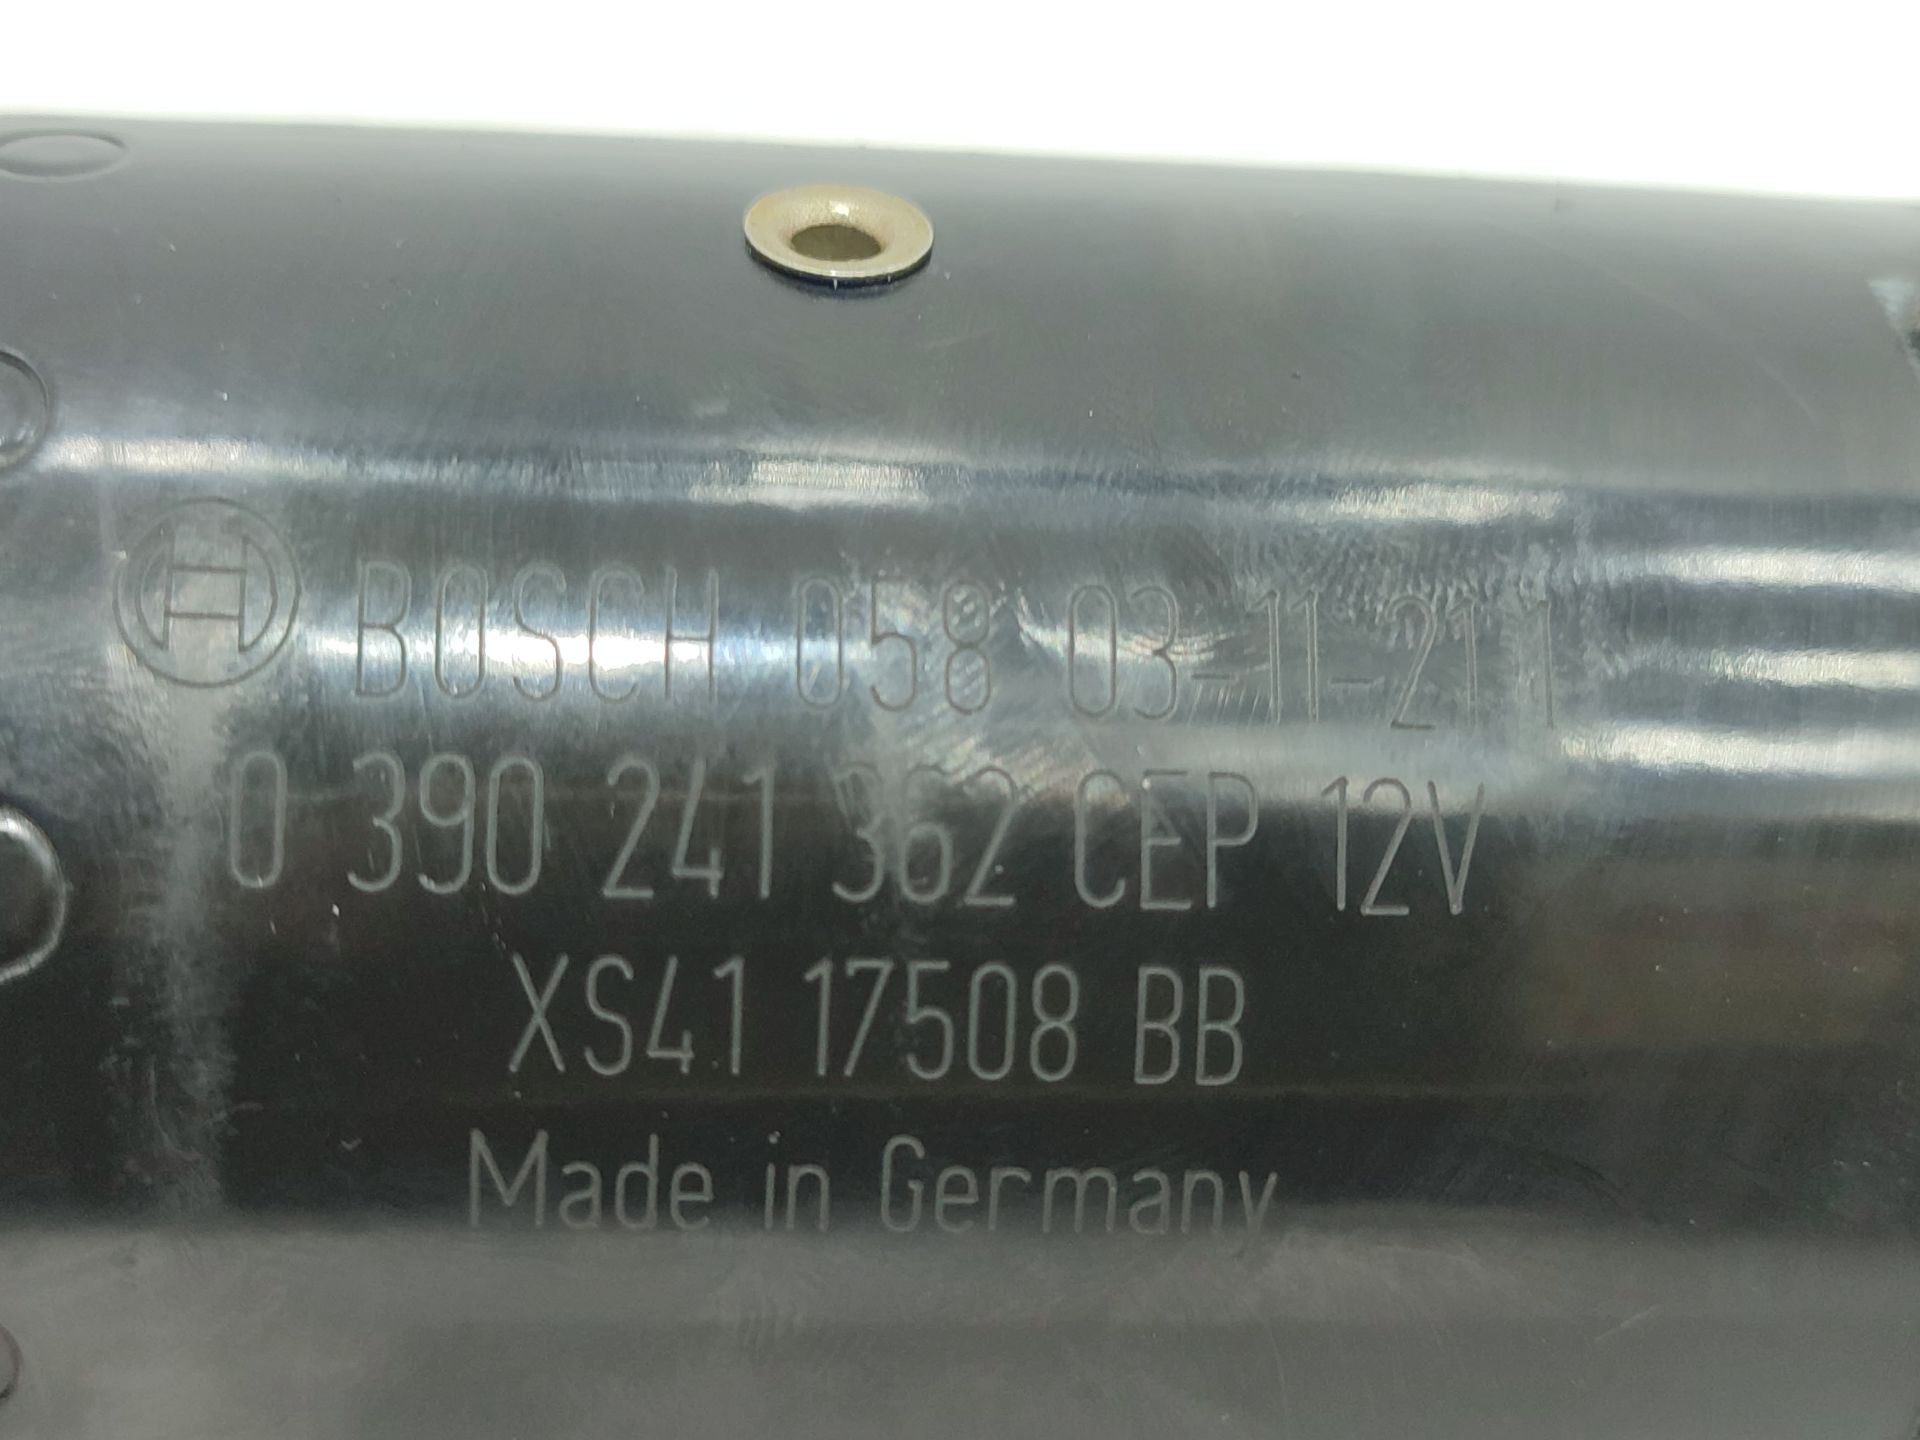 BOSCH 058 03-11-21 1
0 390 241 362 CEP 12V
XS41 17508 BB
Made in Germany